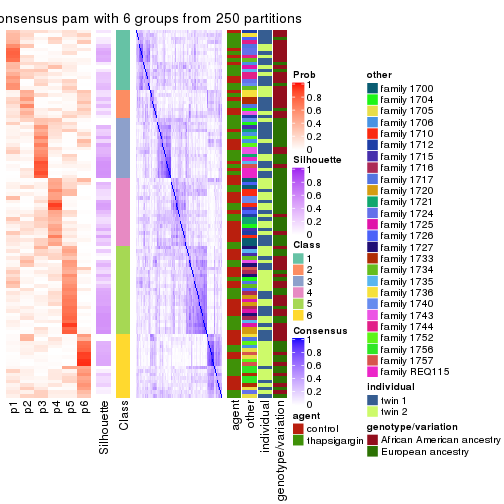 onsensus pam with 6 groups from 250 partitions
p1
p2
p3
p4
p5
p6
Silhouette
Class
agent
other
individual
genotype/variation
Prob
1
0.8
0.6
0.4
0.2
0
Silhouette
1
0.8
0.6
0.4
0.2
0
Class
1
2
3
4
5
6
Consensus
1
0.8
0.6
0.4
0.2
0
agent
control
thapsigargin
other
family 1700
family 1704
family 1705
family 1706
family 1710
family 1712
family 1715
family 1716
family 1717
family 1720
family 1721
family 1724
family 1725
family 1726
family 1727
family 1733
family 1734
family 1735
family 1736
family 1740
family 1743
family 1744
family 1752
family 1756
family 1757
family REQ115
individual
twin 1
twin 2
genotype/variation
African American ancestry
European ancestry